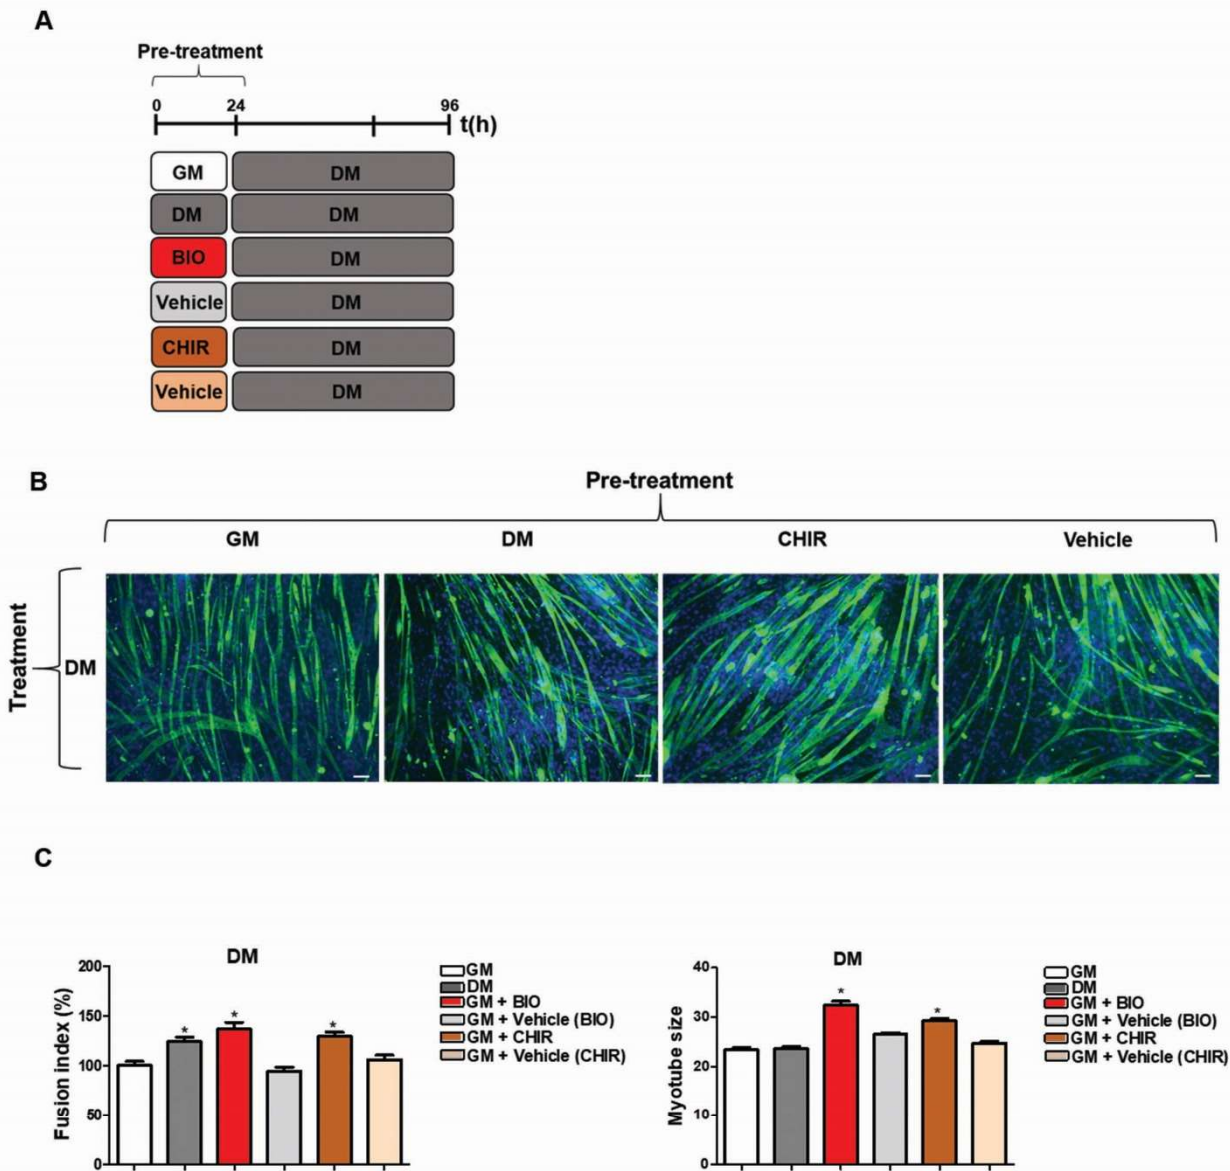 A
Pre-treatment
0 24 96
t(h)
GM DM
DM DM
BIO DM
Vehicle DM
CHIR DM
Vehicle DM
B
Pre-treatment
GM DM CHIR Vehicle
Treatment
DM
C
DM
Fusion index (%)
200
150
100
50
0
* * *
GM
DM
GM + BIO
GM + Vehicle (BIO)
GM + CHIR
GM + Vehicle (CHIR)
DM
Myotube size
40
30
20
10
0
* *
GM
DM
GM + BIO
GM + Vehicle (BIO)
GM + CHIR
GM + Vehicle (CHIR)